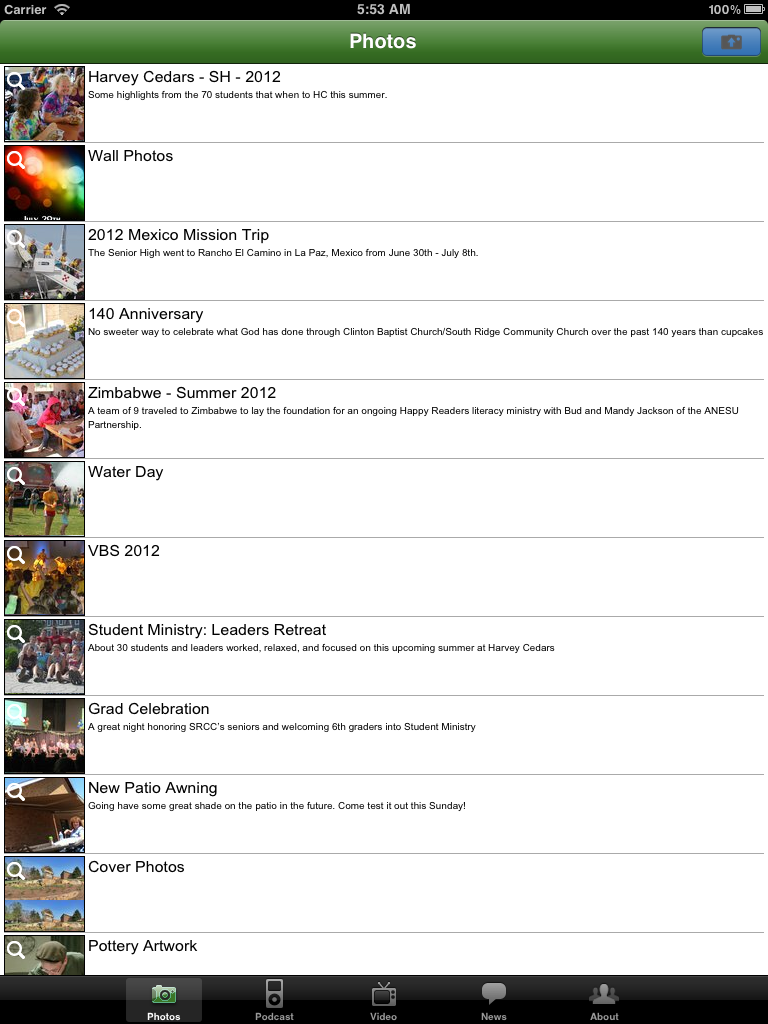 Carrier 5:53 AM 100%
Photos
Harvey Cedars - SH - 2012
Some highlights from the 70 students that when to HC this summer.
Wall Photos
July 29th
2012 Mexico Mission Trip
The Senior High went to Rancho El Camino in La Paz, Mexico from June 30th - July 8th.
140 Anniversary
No sweeter way to celebrate what God has done through Clinton Baptist Church/South Ridge Community Church over the past 140 years than cupcakes
Zimbabwe - Summer 2012
A team of 9 traveled to Zimbabwe to lay the foundation for an ongoing Happy Readers literacy ministry with Bud and Mandy Jackson of the ANESU
Partnership.
Water Day
VBS 2012
Student Ministry: Leaders Retreat
About 30 students and leaders worked, relaxed, and focused on this upcoming summer at Harvey Cedars
Grad Celebration
A great night honoring SRCC's seniors and welcoming 6th graders into Student Ministry
New Patio Awning
Going have some great shade on the patio in the future. Come test it out this Sunday!
Cover Photos
Pottery Artwork
Photos Podcast Video News About